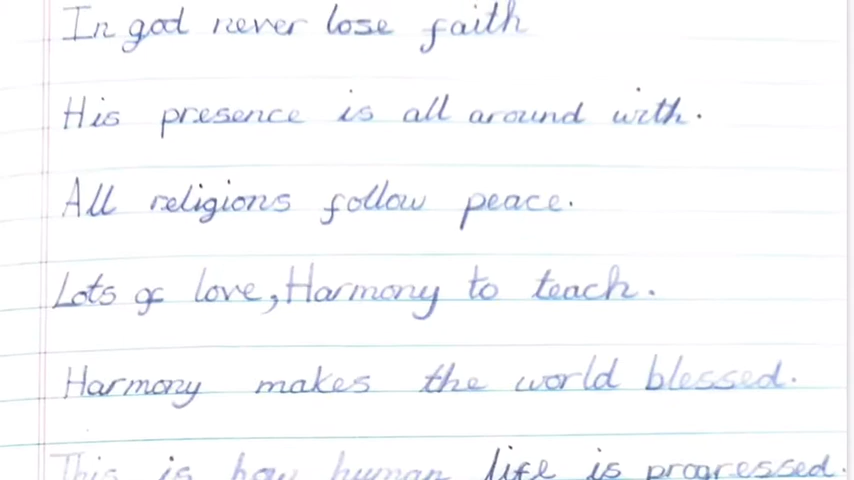 In god never lose faith
His presence is all around with.
All religions follow peace.
Lots of love, Harmony to teach.
Harmony makes the world blessed.
This is how human life is progressed.